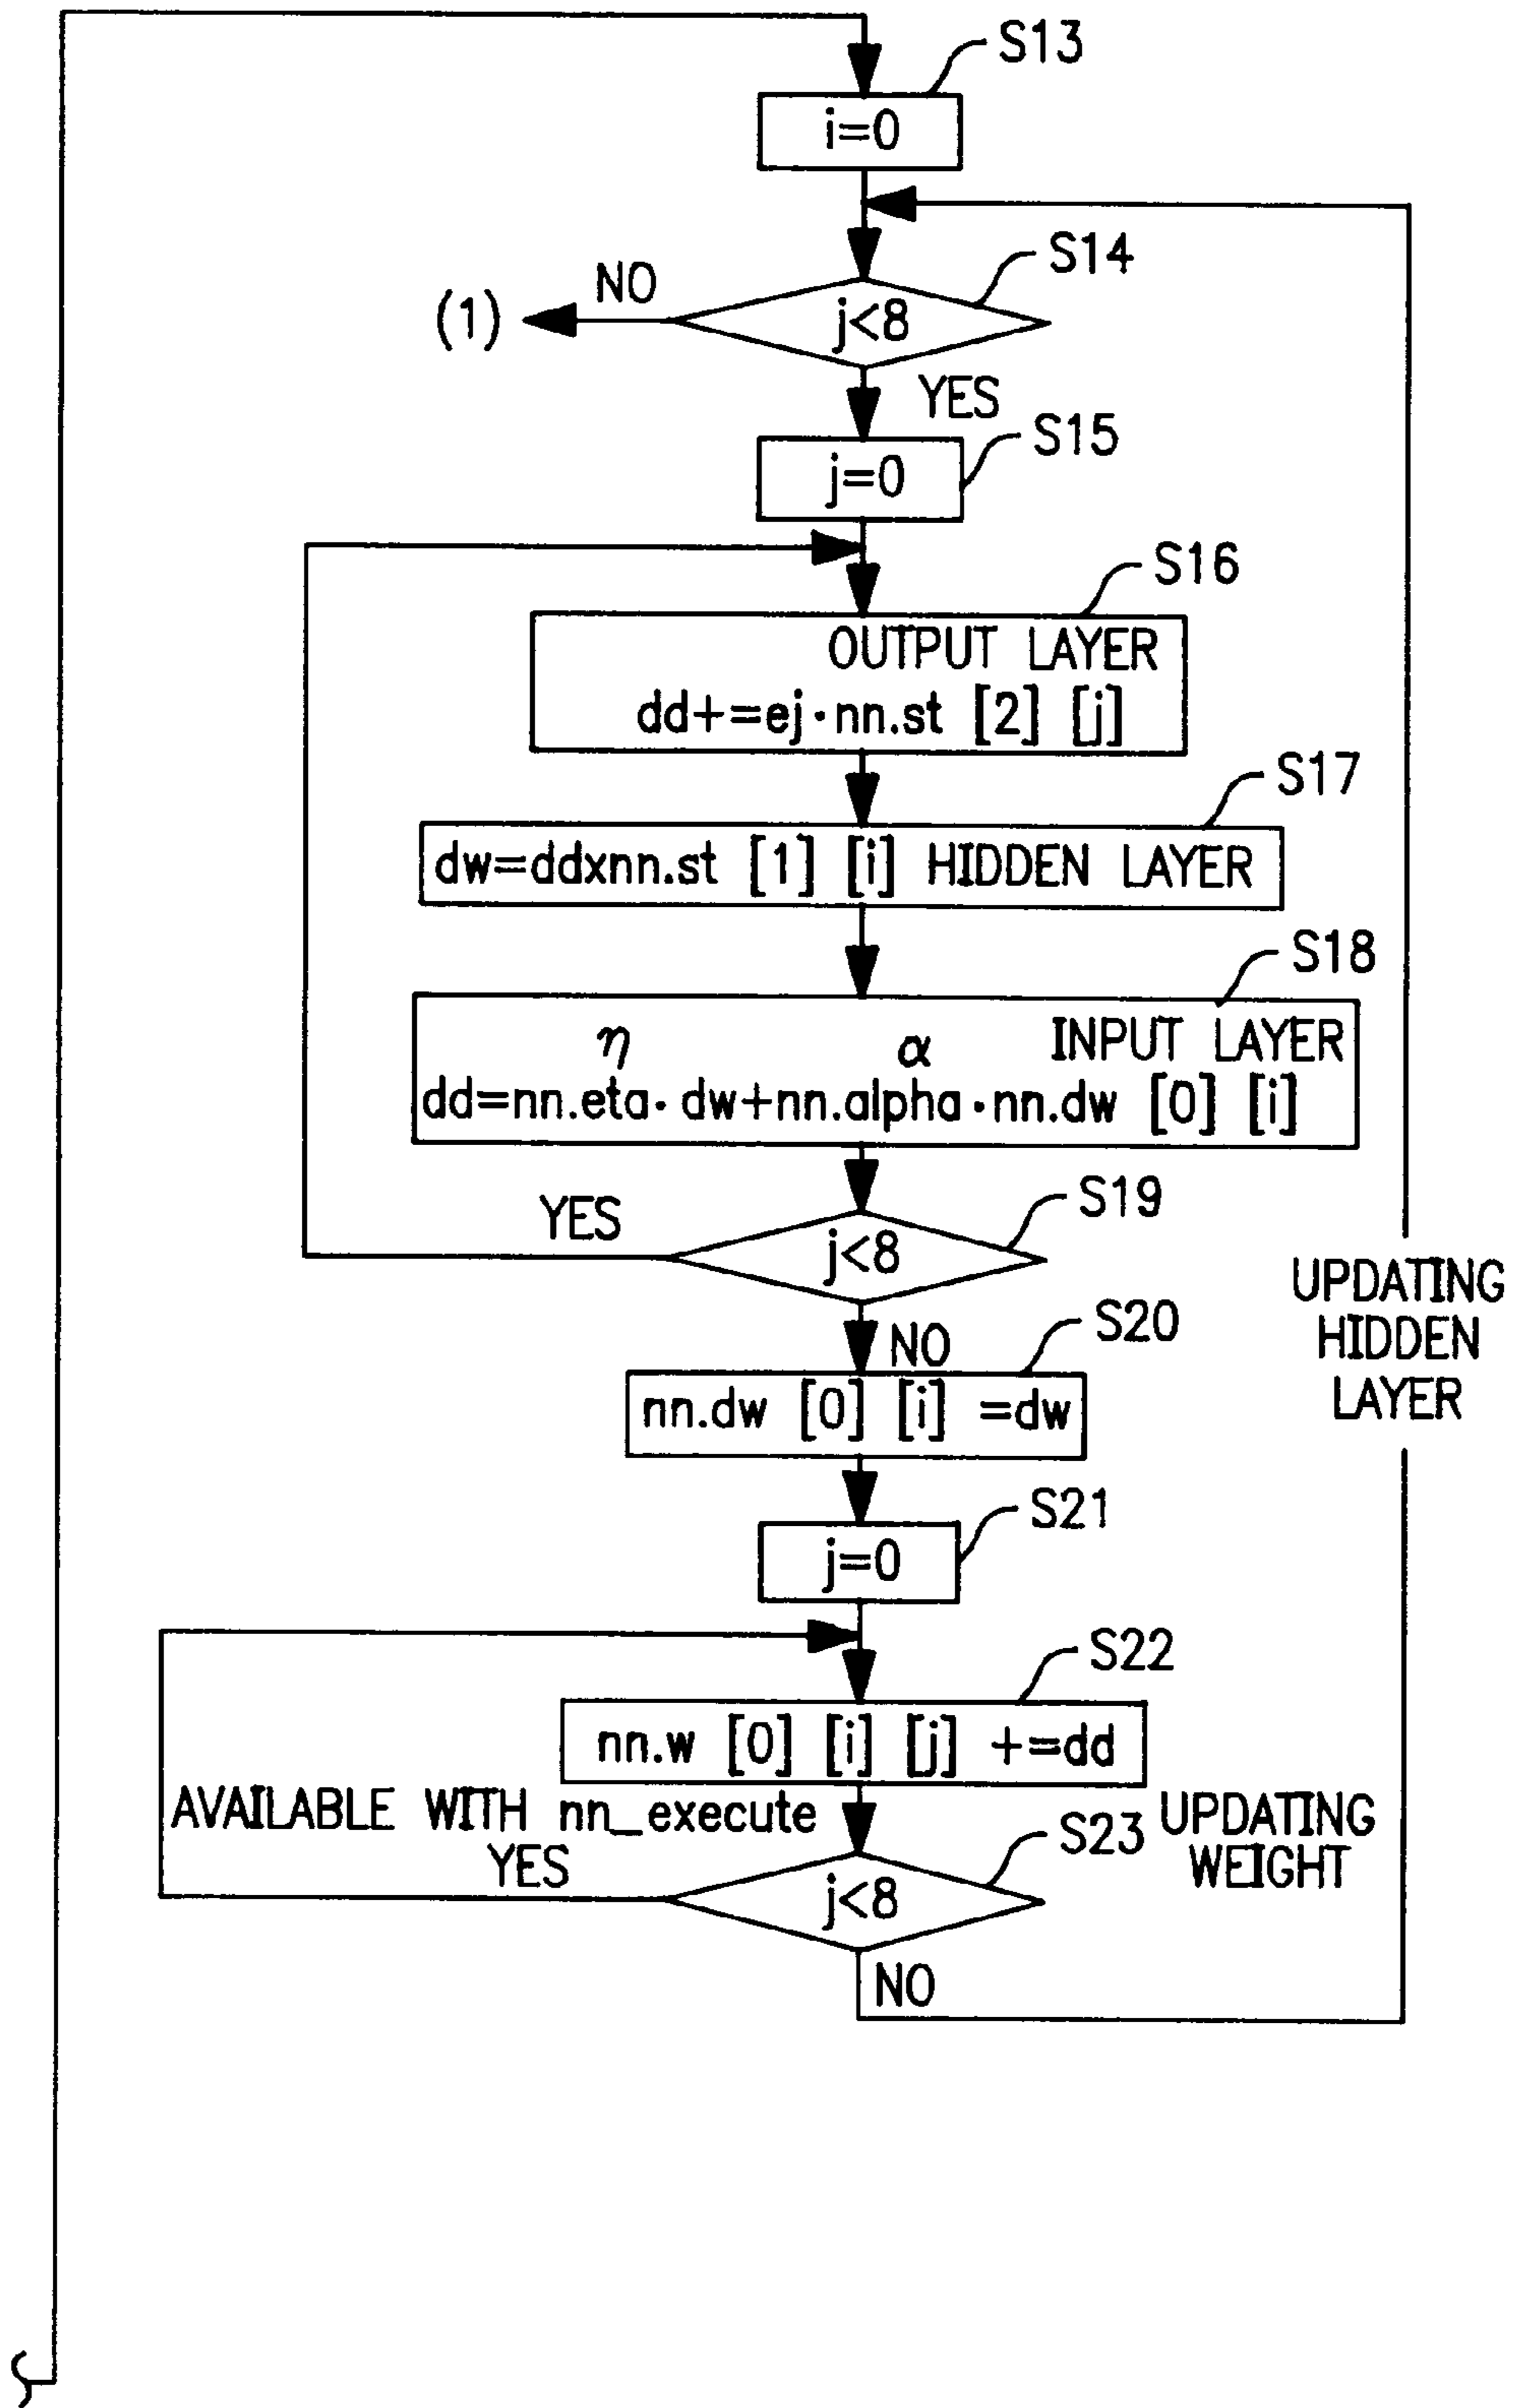 S13
i=0
S14
NO
(1)
j<8
YES
S15
j=0
S16
OUTPUT LAYER
dd+=ej·nn.st [2] [j]
S17
dw=ddxnn.st [1] [i] HIDDEN LAYER
S18
η α INPUT LAYER
dd=nn.eta·dw+nn.alpha·nn.dw [0] [i]
S19
YES
j<8
UPDATING
HIDDEN
LAYER
NO
S20
nn.dw [0] [i] =dw
S21
j=0
S22
nn.w [0] [i] [j] +=dd
AVAILABLE WITH nn_execute
YES
S23
UPDATING
WEIGHT
j<8
NO